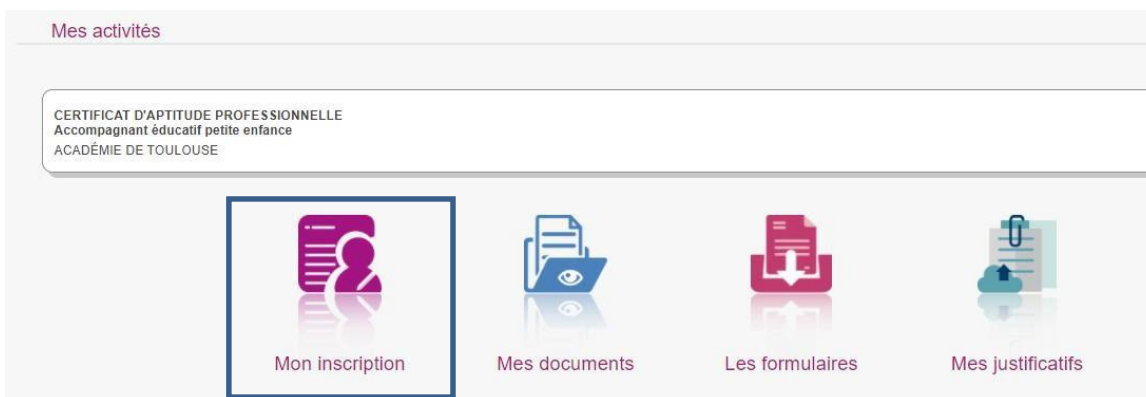 Mes activités
CERTIFICAT D'APTITUDE PROFESSIONNELLE
Accompagnant éducatif petite enfance
ACADÉMIE DE TOULOUSE
Mon inscription
Mes documents
Les formulaires
Mes justificatifs